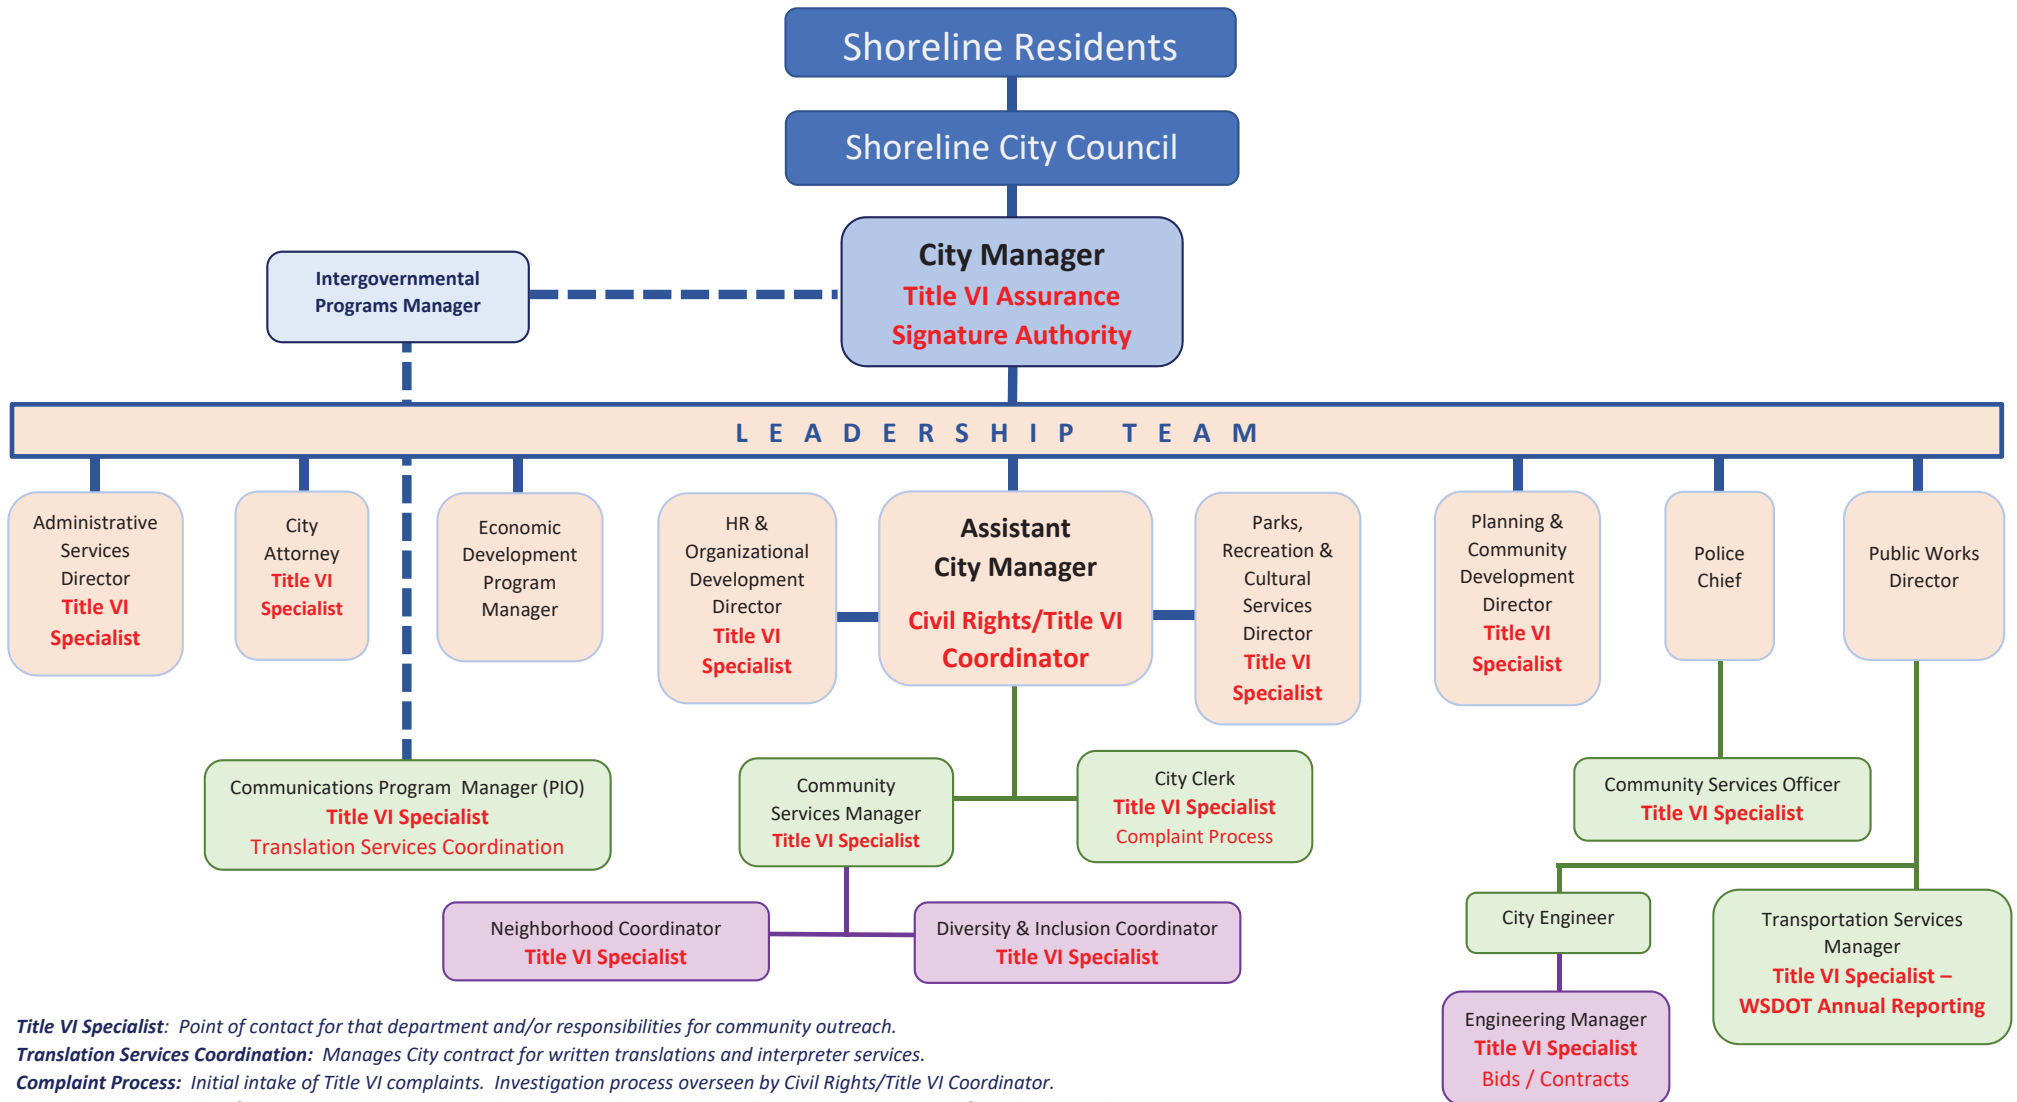 Shoreline Residents
Shoreline City Council
City Manager
Title VI Assurance
Signature Authority
Intergovernmental
Programs Manager
LEADERSHIP TEAM
Administrative
Services
Director
Title VI
Specialist
City
Attorney
Title VI
Specialist
Economic
Development
Program
Manager
HR &
Organizational
Development
Director
Title VI
Specialist
Assistant
City Manager
Civil Rights/Title VI
Coordinator
Parks,
Recreation &
Cultural
Services
Director
Title VI
Specialist
Planning &
Community
Development
Director
Title VI
Specialist
Police
Chief
Public Works
Director
Communications Program Manager (PIO)
Title VI Specialist
Translation Services Coordination
Community
Services Manager
Title VI Specialist
City Clerk
Title VI Specialist
Complaint Process
Community Services Officer
Title VI Specialist
Neighborhood Coordinator
Title VI Specialist
Diversity & Inclusion Coordinator
Title VI Specialist
City Engineer
Transportation Services
Manager
Title VI Specialist –
WSDOT Annual Reporting
Engineering Manager
Title VI Specialist
Bids / Contracts
Title VI Specialist: Point of contact for that department and/or responsibilities for community outreach.
Translation Services Coordination: Manages City contract for written translations and interpreter services.
Complaint Process: Initial intake of Title VI complaints. Investigation process overseen by Civil Rights/Title VI Coordinator.